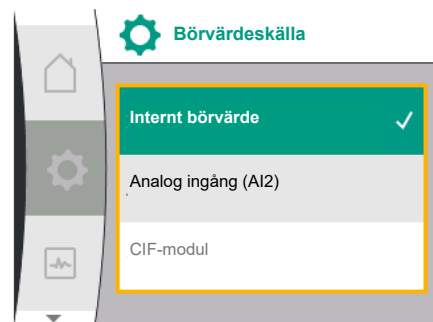 Börvärdeskälla
Internt börvärde
Analog ingång (AI2)
CIF-modul